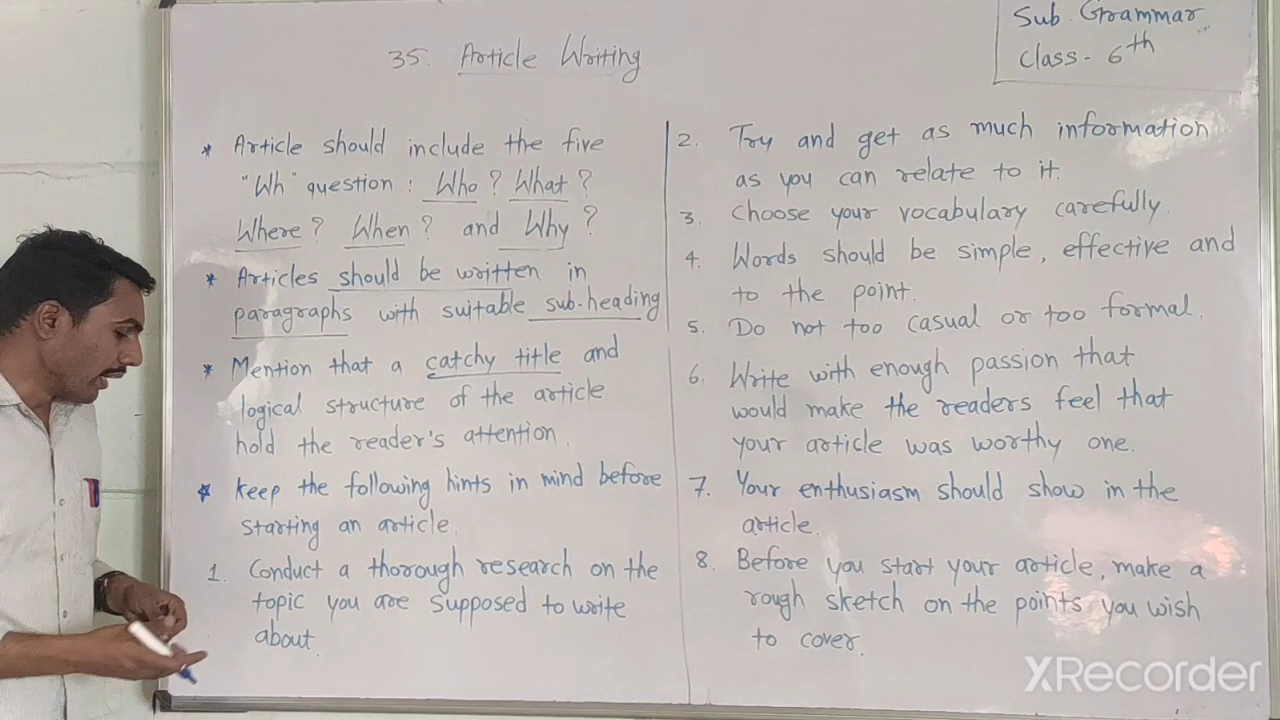 Sub Grammar
Class- 6th
35. Article Writing
* Article should include the five
"Wh" question : Who ? What ?
Where ? When ? and Why ?
* Articles should be written in
paragraphs with suitable sub-heading
* Mention that a catchy title and
logical structure of the article
hold the reader's attention.
* Keep the following hints in mind before
starting an article.
1. Conduct a thorough research on the
topic you are supposed to write
about.
2. Try and get as much information
as you can relate to it.
3. Choose your vocabulary carefully.
4. Words should be simple, effective and
to the point.
5. Do not too casual or too formal.
6. Write with enough passion that
would make the readers feel that
your article was worthy one.
7. Your enthusiasm should show in the
article.
8. Before you start your article, make a
rough sketch on the points you wish
to cover.
XRecorder